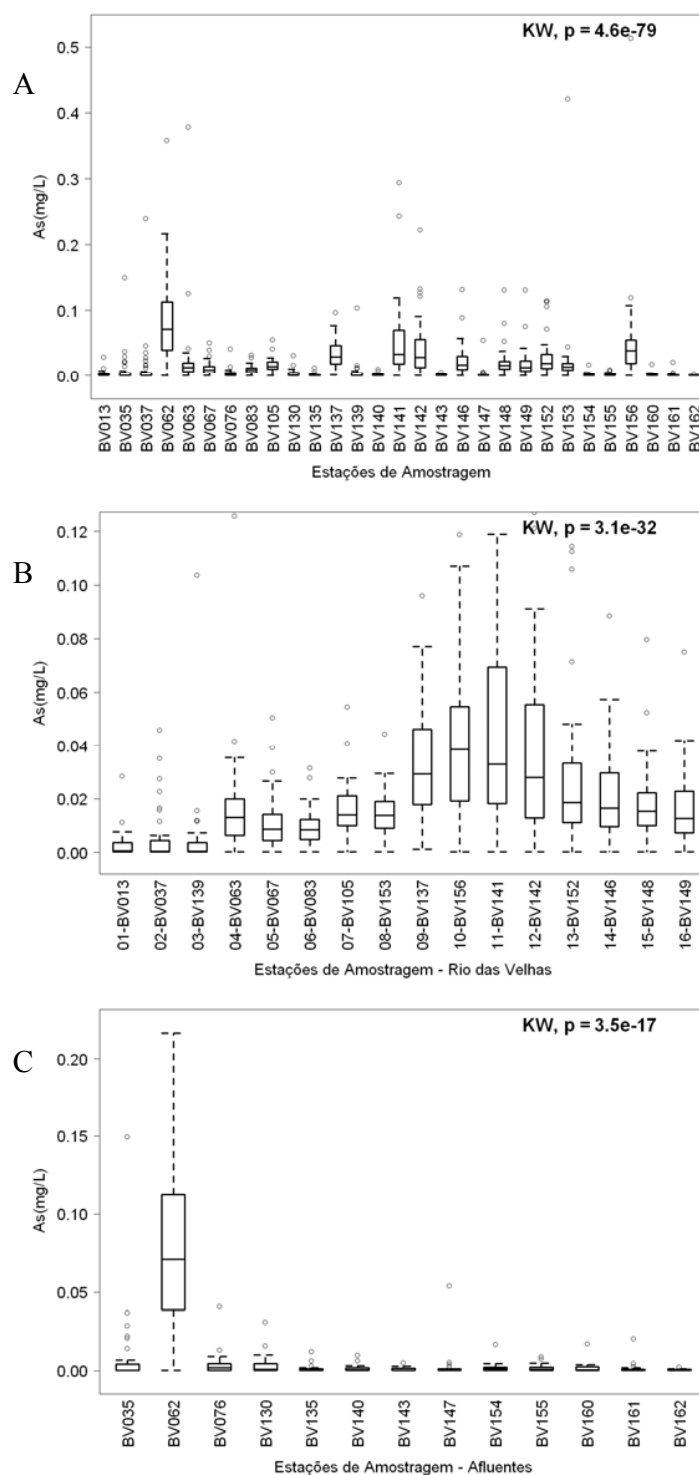 A
KW, p = 4.6e-79
As(mg/L)
0.5
0.4
0.3
0.2
0.1
0.0
BV013
BV035
BV037
BV062
BV063
BV067
BV076
BV083
BV105
BV130
BV135
BV137
BV139
BV140
BV141
BV142
BV143
BV146
BV147
BV148
BV149
BV152
BV153
BV154
BV155
BV156
BV160
BV161
BV162
Estações de Amostragem
B
KW, p = 3.1e-32
As(mg/L)
0.12
0.10
0.08
0.06
0.04
0.02
0.00
01-BV013
02-BV037
03-BV139
04-BV063
05-BV067
06-BV083
07-BV105
08-BV153
09-BV137
10-BV156
11-BV141
12-BV142
13-BV152
14-BV146
15-BV148
16-BV149
Estações de Amostragem - Rio das Velhas
C
KW, p = 3.5e-17
As(mg/L)
0.20
0.15
0.10
0.05
0.00
BV035
BV062
BV076
BV130
BV135
BV140
BV143
BV147
BV154
BV155
BV160
BV161
BV162
Estações de Amostragem - Afluentes